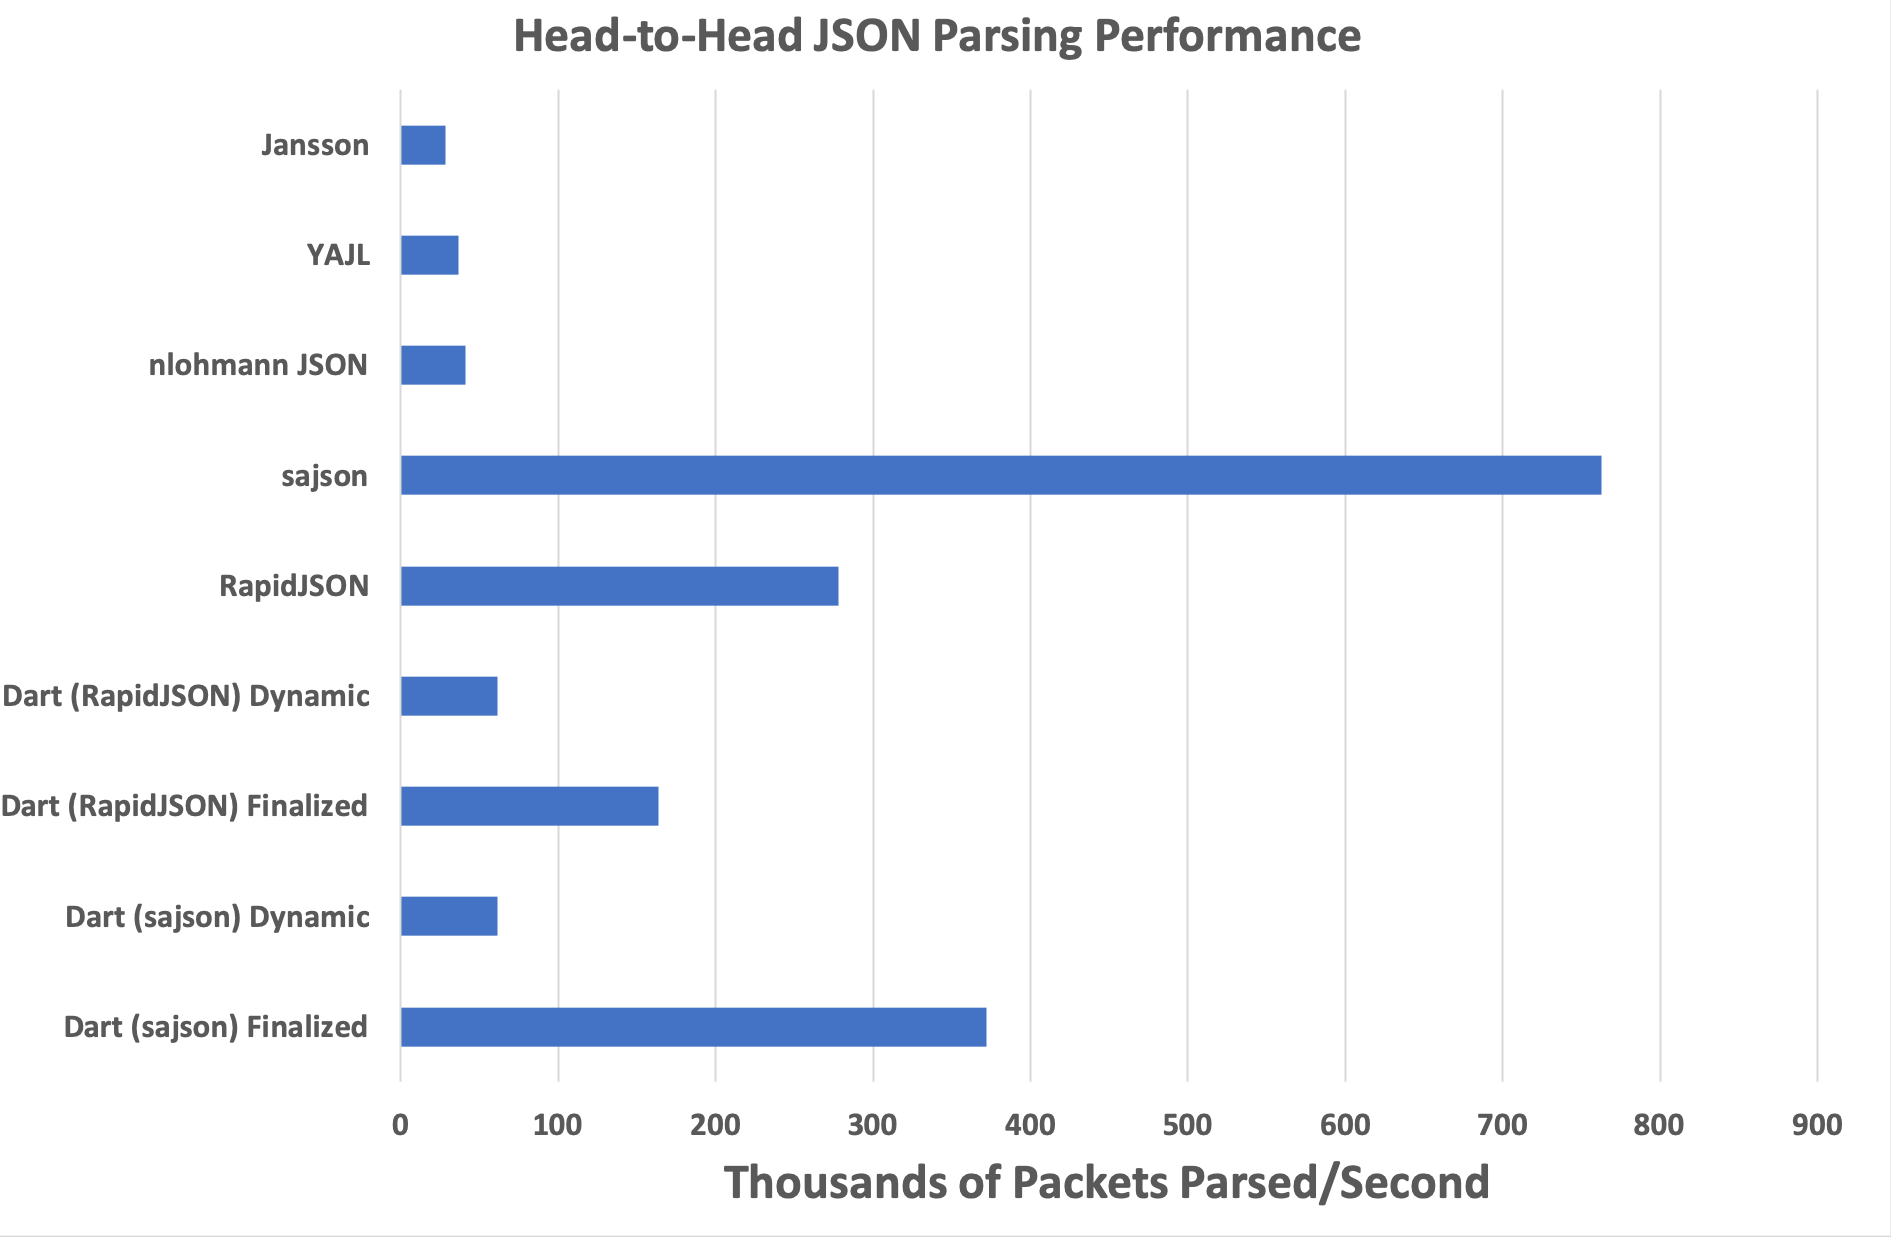 Head-to-Head JSON Parsing Performance
Jansson
YAJL
nlohmann JSON
sajson
RapidJSON
Dart (RapidJSON) Dynamic
Dart (RapidJSON) Finalized
Dart (sajson) Dynamic
Dart (sajson) Finalized
0 100 200 300 400 500 600 700 800 900
Thousands of Packets Parsed/Second